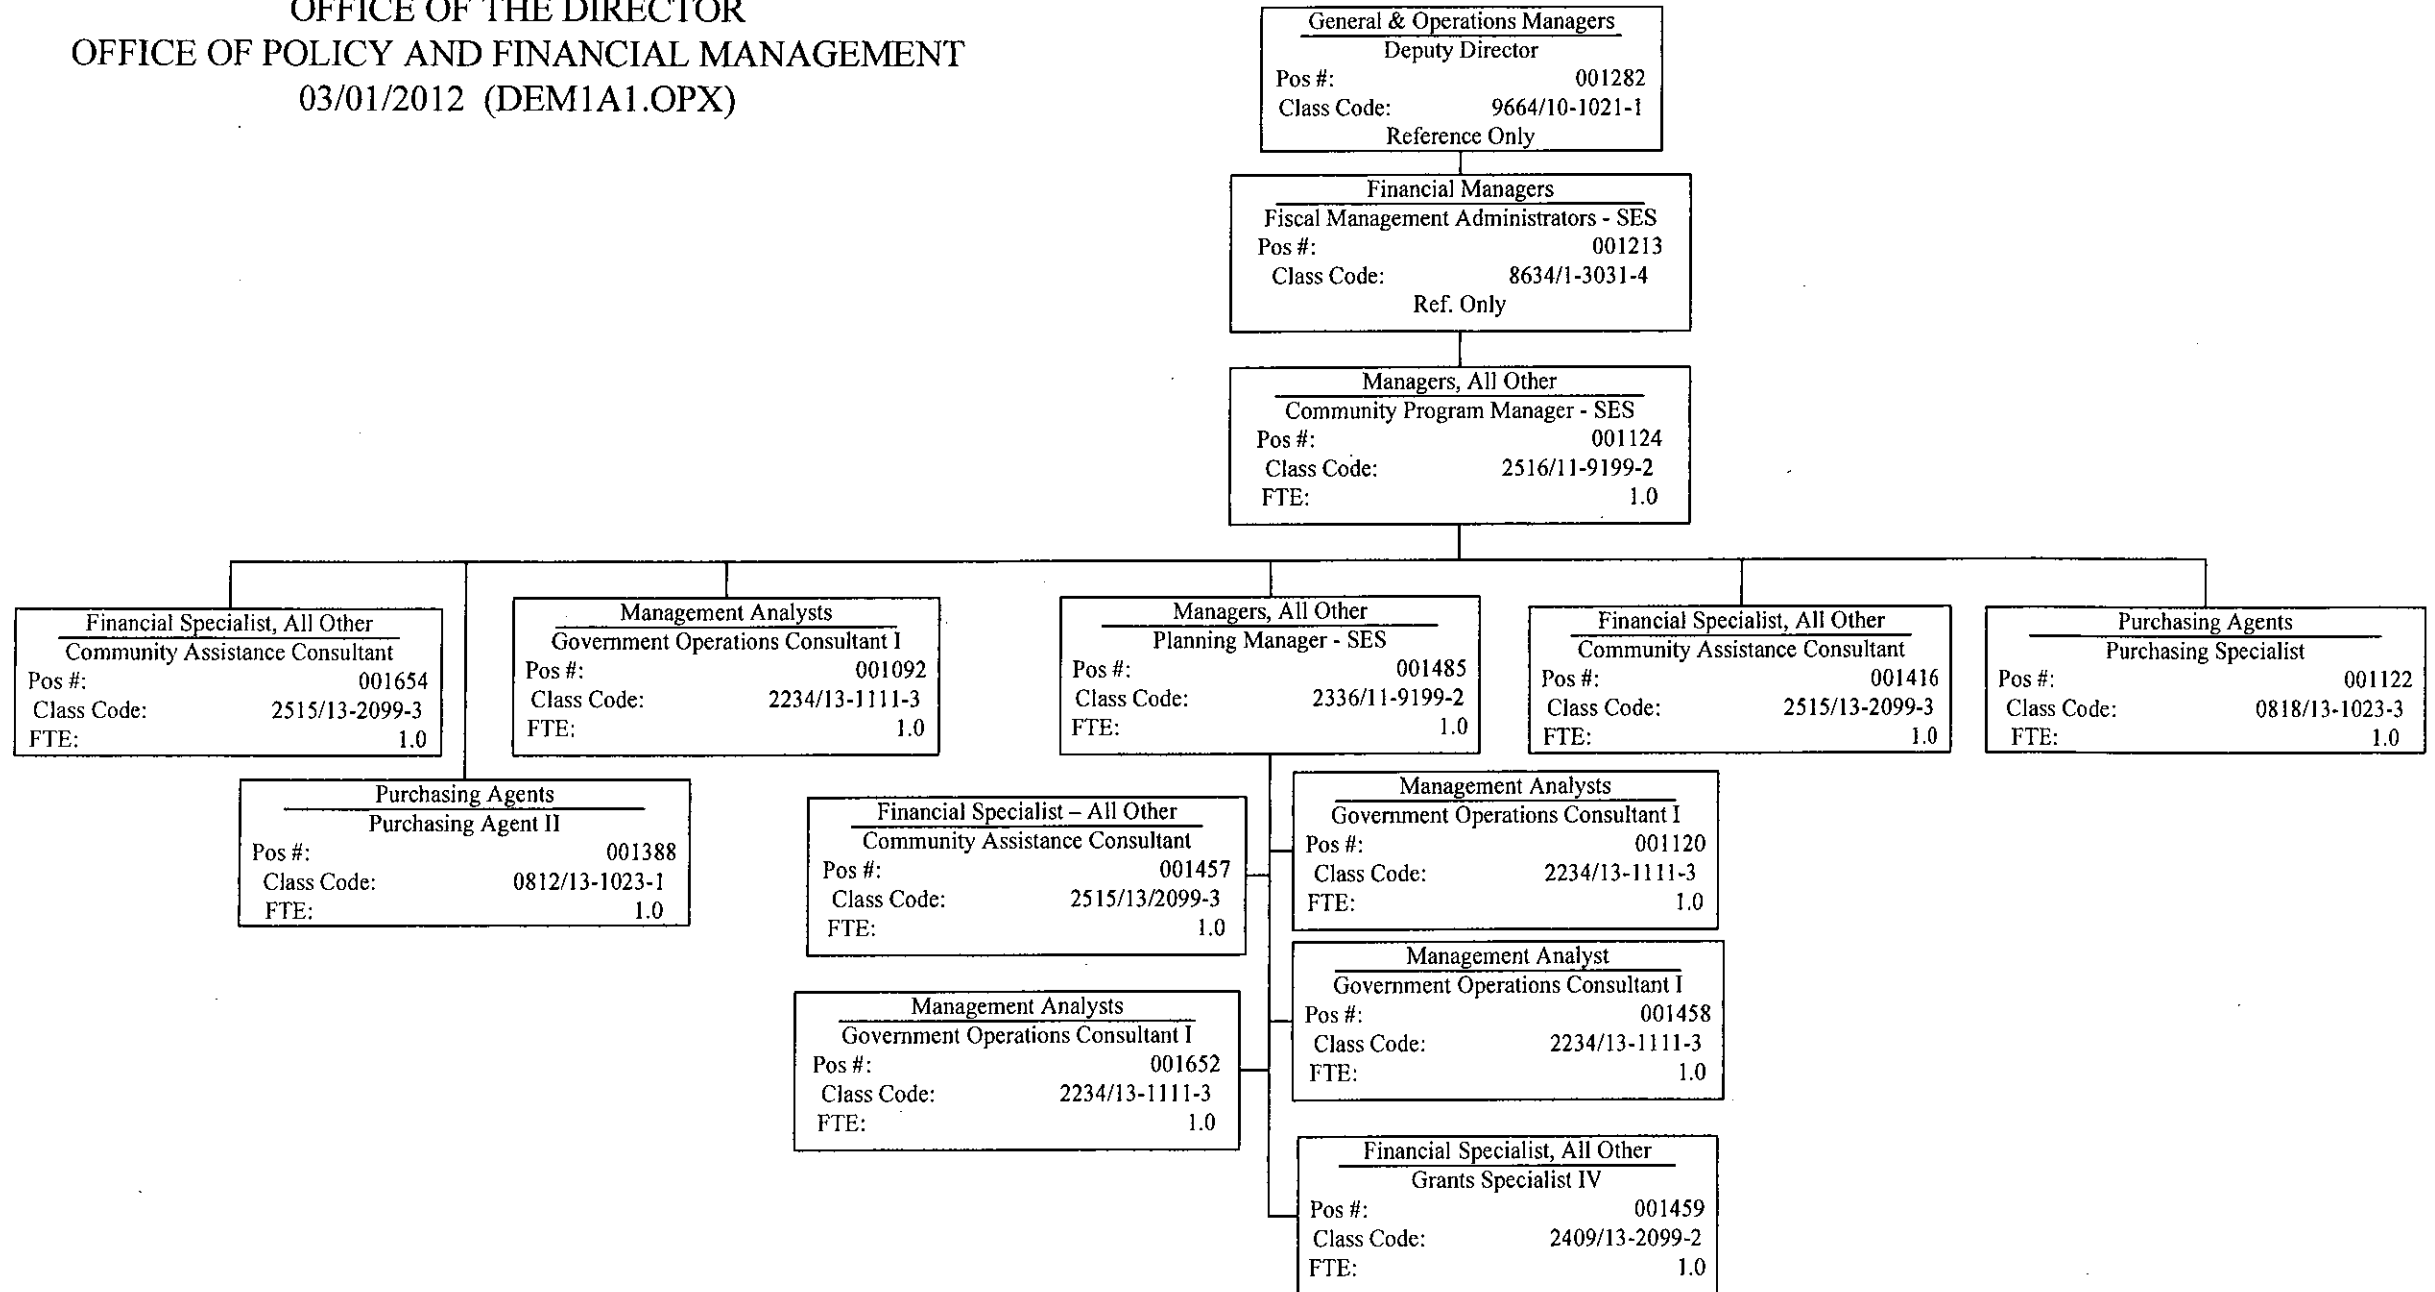 OFFICE OF THE DIRECTOR
OFFICE OF POLICY AND FINANCIAL MANAGEMENT
03/01/2012 (DEM1A1.OPX)
General & Operations Managers
Deputy Director
Pos #: 001282
Class Code: 9664/10-1021-1
Reference Only
Financial Managers
Fiscal Management Administrators - SES
Pos #: 001213
Class Code: 8634/1-3031-4
Ref. Only
Managers, All Other
Community Program Manager - SES
Pos #: 001124
Class Code: 2516/11-9199-2
FTE: 1.0
Financial Specialist, All Other
Community Assistance Consultant
Pos #: 001654
Class Code: 2515/13-2099-3
FTE: 1.0
Purchasing Agents
Purchasing Agent II
Pos #: 001388
Class Code: 0812/13-1023-1
FTE: 1.0
Management Analysts
Government Operations Consultant I
Pos #: 001092
Class Code: 2234/13-1111-3
FTE: 1.0
Managers, All Other
Planning Manager - SES
Pos #: 001485
Class Code: 2336/11-9199-2
FTE: 1.0
Financial Specialist, All Other
Community Assistance Consultant
Pos #: 001416
Class Code: 2515/13-2099-3
FTE: 1.0
Purchasing Agents
Purchasing Specialist
Pos #: 001122
Class Code: 0818/13-1023-3
FTE: 1.0
Financial Specialist – All Other
Community Assistance Consultant
Pos #: 001457
Class Code: 2515/13/2099-3
FTE: 1.0
Management Analysts
Government Operations Consultant I
Pos #: 001120
Class Code: 2234/13-1111-3
FTE: 1.0
Management Analyst
Government Operations Consultant I
Pos #: 001458
Class Code: 2234/13-1111-3
FTE: 1.0
Management Analysts
Government Operations Consultant I
Pos #: 001652
Class Code: 2234/13-1111-3
FTE: 1.0
Financial Specialist, All Other
Grants Specialist IV
Pos #: 001459
Class Code: 2409/13-2099-2
FTE: 1.0